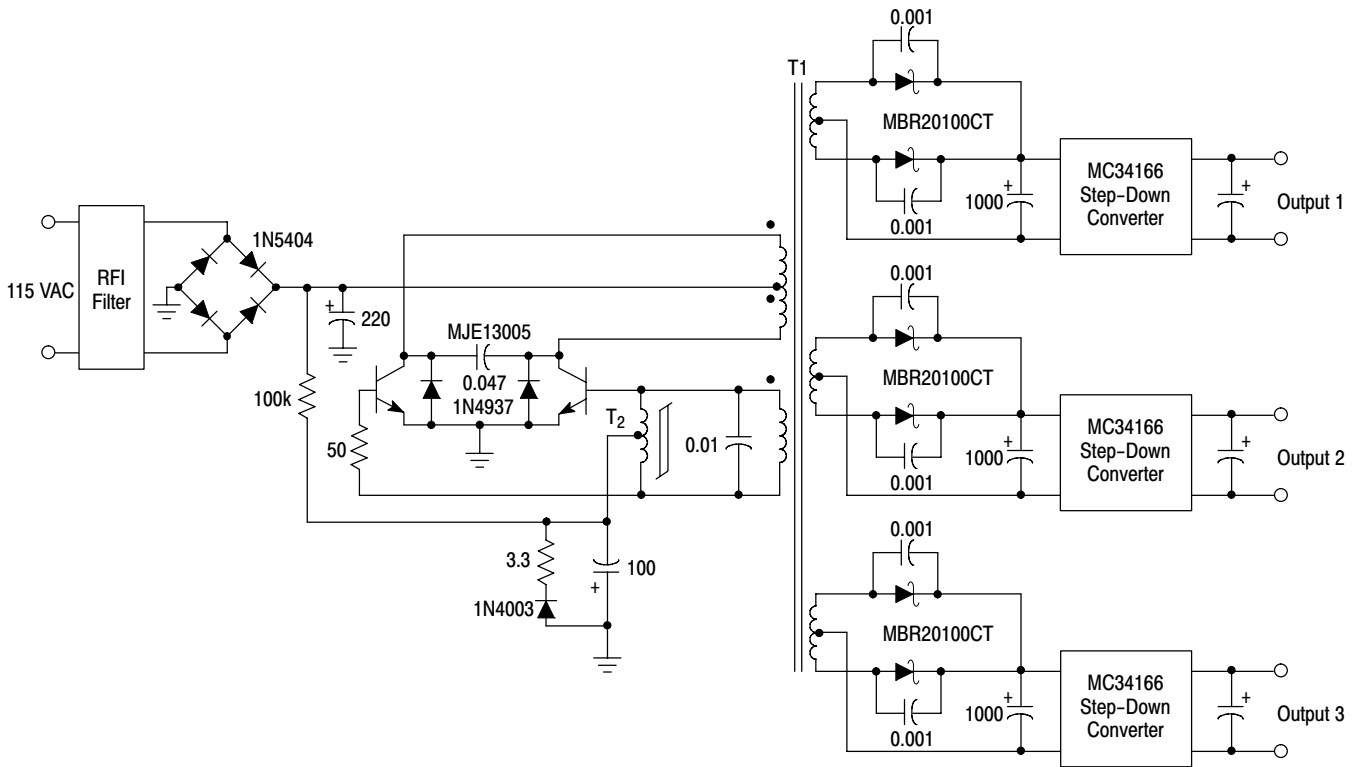 0.001
T1
MBR20100CT
0.001
1000
+
MC34166
Step-Down
Converter
+
Output 1
115 VAC
RFI
Filter
1N5404
+
220
100k
MJE13005
0.047
1N4937
50
T2
0.01
3.3
1N4003
100
+
0.001
MBR20100CT
0.001
1000
+
MC34166
Step-Down
Converter
+
Output 2
0.001
MBR20100CT
0.001
1000
+
MC34166
Step-Down
Converter
+
Output 3